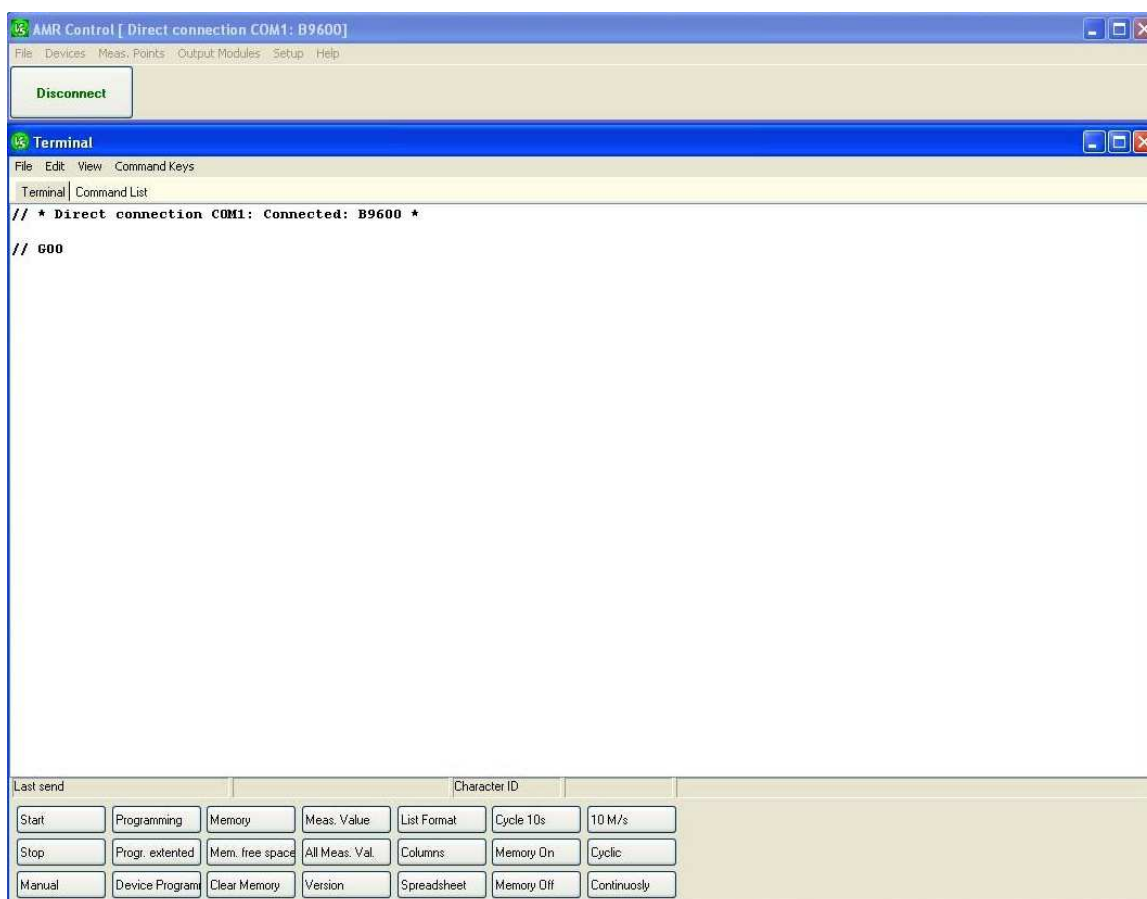 AMR Control [ Direct connection COM1: B9600]
File Devices Meas. Points Output Modules Setup Help
Disconnect
Terminal
File Edit View Command Keys
Terminal Command List
// * Direct connection COM1: Connected: B9600 *
// G00
Last send Character ID
Start Programming Memory Meas. Value List Format Cycle 10s 10 M/s
Stop Progr. extented Mem. free space All Meas. Val. Columns Memory On Cyclic
Manual Device Program Clear Memory Version Spreadsheet Memory Off Continuosly